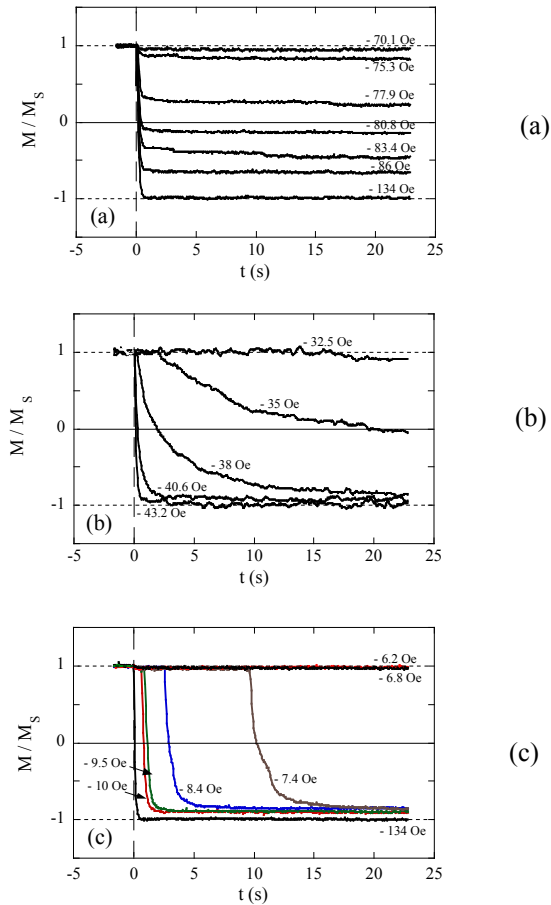 1
0
-1
M / M_S
- 70.1 Oe
- 75.3 Oe
- 77.9 Oe
- 80.8 Oe
- 83.4 Oe
- 86 Oe
- 134 Oe
(a)
(a)
-5 0 5 10 15 20 25
t (s)
1
0
-1
M / M_S
- 32.5 Oe
- 35 Oe
- 38 Oe
- 40.6 Oe
- 43.2 Oe
(b)
(b)
-5 0 5 10 15 20 25
t (s)
1
0
-1
M / M_S
- 6.2 Oe
- 6.8 Oe
- 9.5 Oe
- 10 Oe
- 8.4 Oe
- 7.4 Oe
- 134 Oe
(c)
(c)
-5 0 5 10 15 20 25
t (s)